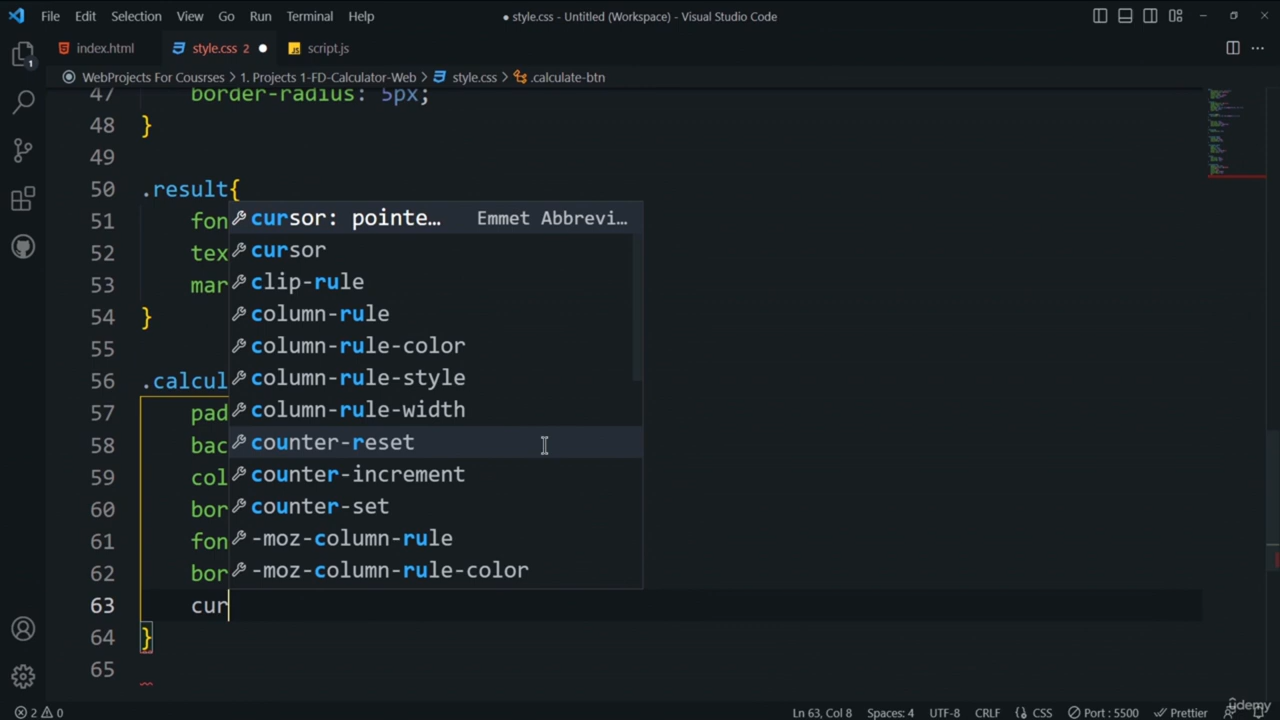 File Edit Selection View Go Run Terminal Help ● style.css - Untitled (Workspace) - Visual Studio Code
index.html style.css 2 ● script.js
WebProjects For Cousrses > 1. Projects 1-FD-Calculator-Web > style.css > .calculate-btn
47 border-radius: 5px;
48 }
49
50 .result{
51 fon
52 tex
53 mar
54 }
55
56 .calcul
57 pad
58 bac
59 col
60 bor
61 fon
62 bor
63 cur
64 }
65
cursor: pointe… Emmet Abbrevi…
cursor
clip-rule
column-rule
column-rule-color
column-rule-style
column-rule-width
counter-reset
counter-increment
counter-set
-moz-column-rule
-moz-column-rule-color
1
2 0 Ln 63, Col 8 Spaces: 4 UTF-8 CRLF {} CSS Port : 5500 Prettier
ûdemy